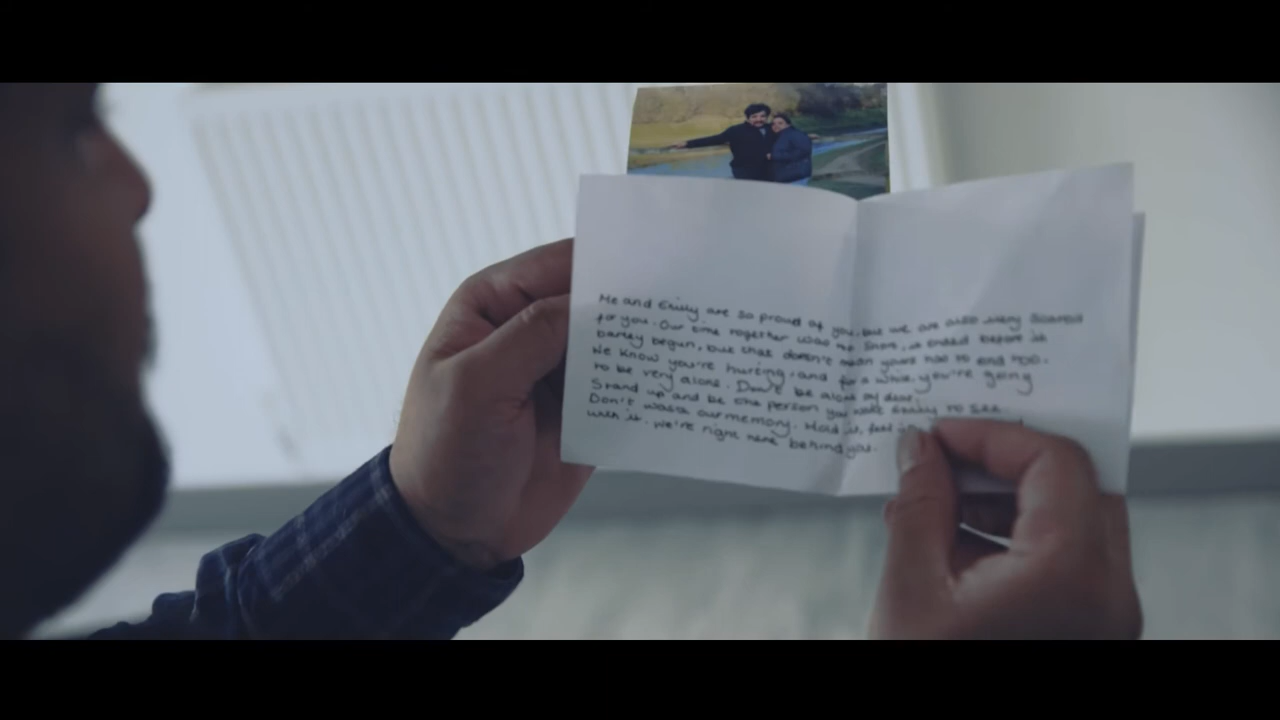 Me and Emily are so proud of you, but we are also very scared
for you. Our time together was so short, it ended before it
barley begun, but that doesn't mean yours has to end too.
We know you're hurting, and for a while, you're going
to be very alone. Don't be alone my dear.
Stand up and be the person you want Emily to see.
Don't waste our memory. Hold it, feel
with it. We're right here behind you.